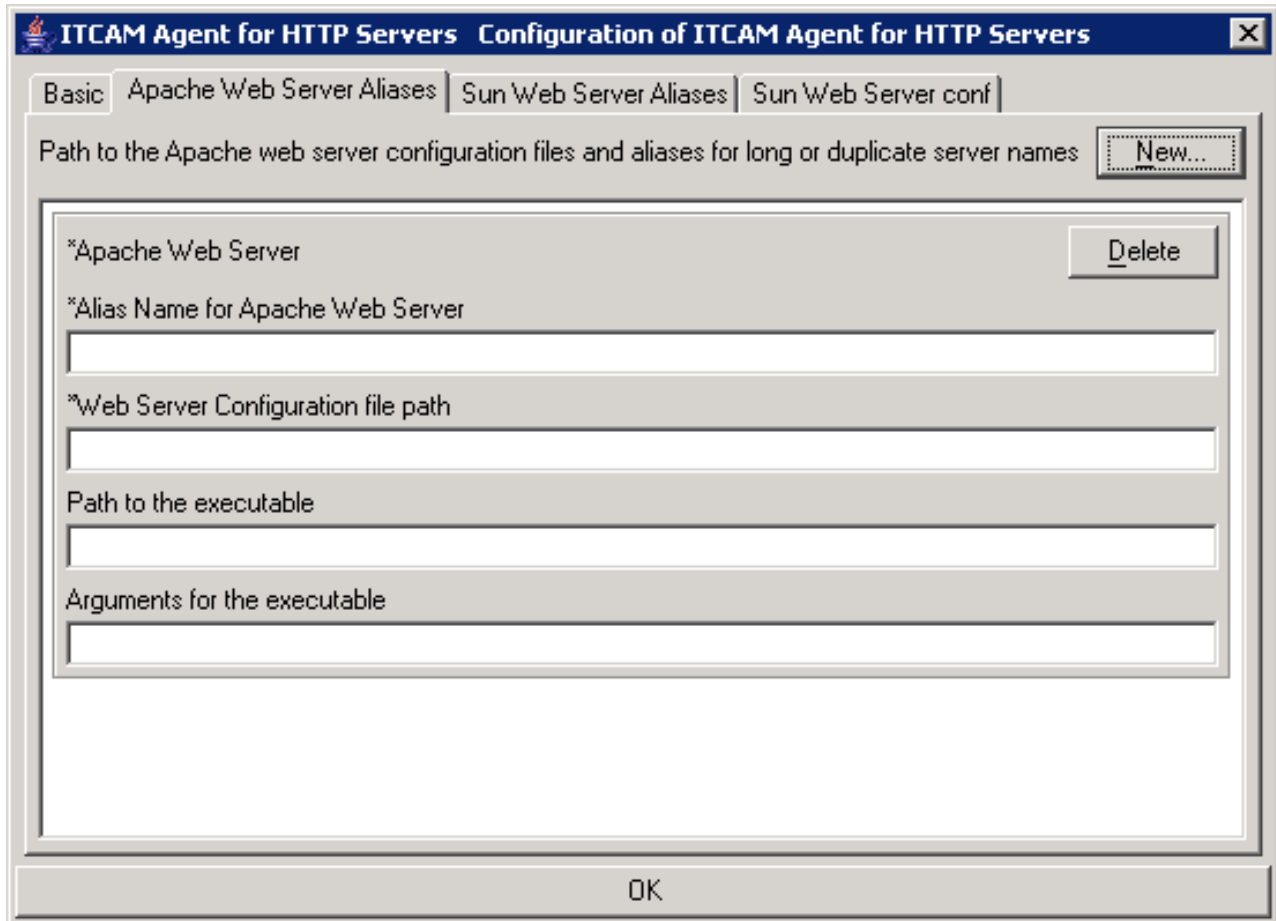 ITCAM Agent for HTTP Servers Configuration of ITCAM Agent for HTTP Servers
Basic Apache Web Server Aliases Sun Web Server Aliases Sun Web Server conf
Path to the Apache web server configuration files and aliases for long or duplicate server names New...
*Apache Web Server Delete
*Alias Name for Apache Web Server
*Web Server Configuration file path
Path to the executable
Arguments for the executable
OK